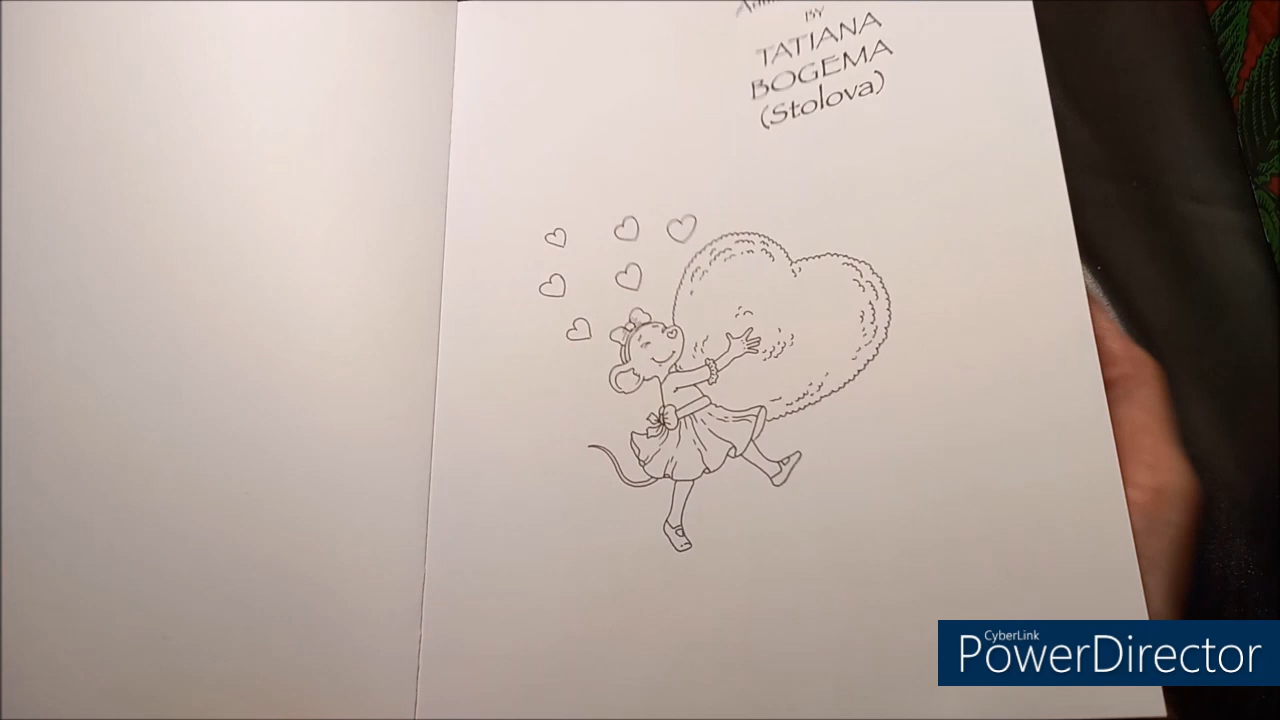 BY
TATIANA
BOGEMA
(Stolova)
CyberLink
PowerDirector